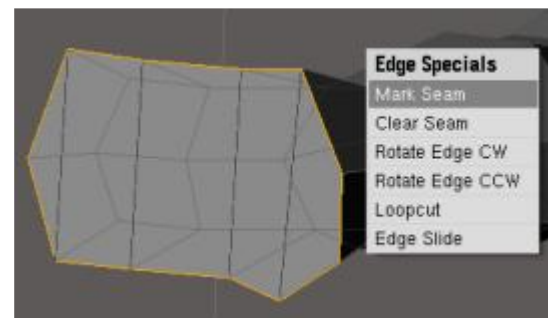 Edge Specials
Mark Seam
Clear Seam
Rotate Edge CW
Rotate Edge CCW
Loopcut
Edge Slide